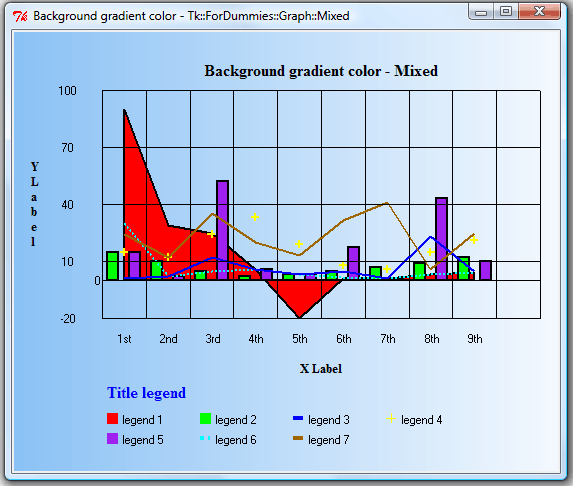 Background gradient color - Tk::ForDummies::Graph::Mixed
Background gradient color - Mixed
100
70
40
10
0
-20
Y
L
a
b
e
l
1st 2nd 3rd 4th 5th 6th 7th 8th 9th
X Label
Title legend
legend 1 legend 2 legend 3 legend 4
legend 5 legend 6 legend 7